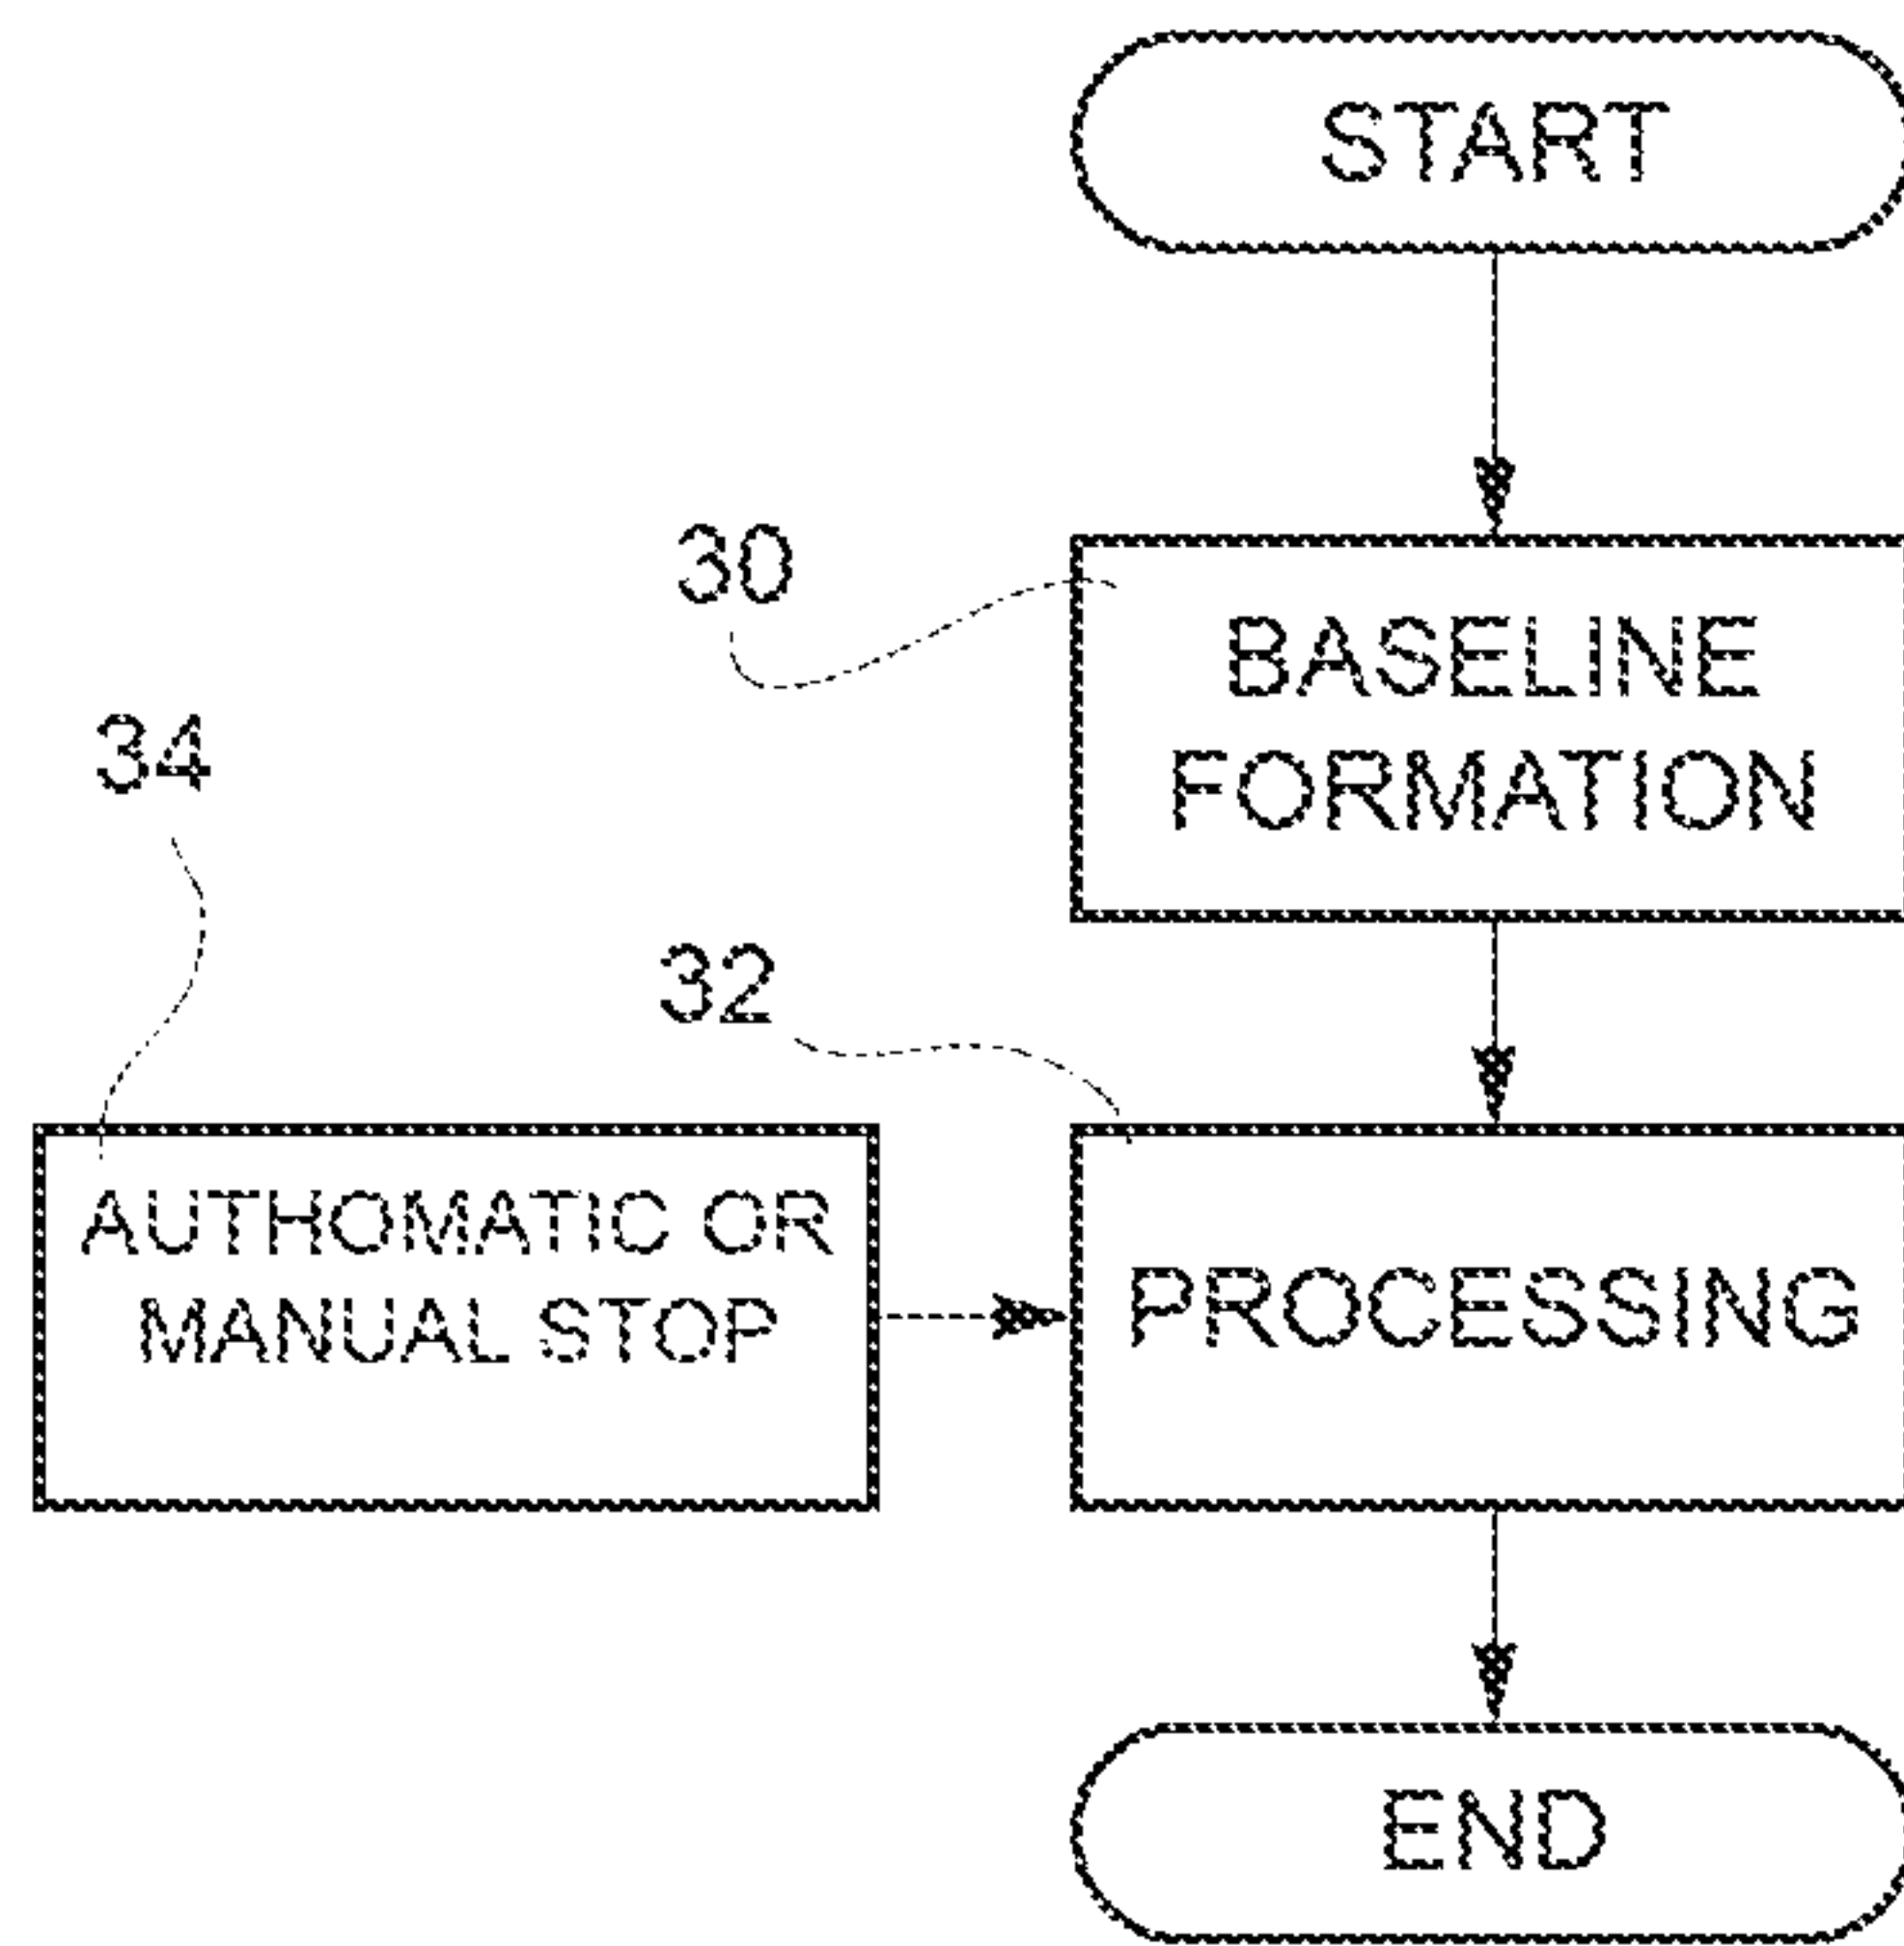 START
30
BASELINE
FORMATION
34
32
AUTHOMATIC OR
MANUAL STOP
PROCESSING
END